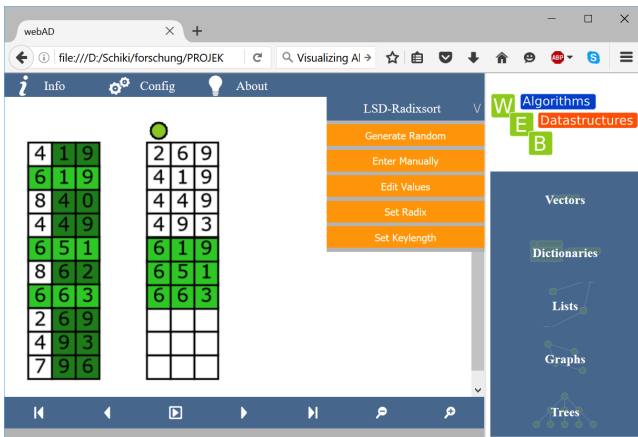 webAD
file:///D:/Schiki/forschung/PROJEK
Visualizing Al
ABP
Info
Config
About
LSD-Radixsort V
Generate Random
Enter Manually
Edit Values
Set Radix
Set Keylength
4 1 9
6 1 9
8 4 0
4 4 9
6 5 1
8 6 2
6 6 3
2 6 9
4 9 3
7 9 6
2 6 9
4 1 9
4 4 9
4 9 3
6 1 9
6 5 1
6 6 3
W Algorithms
E Datastructures
B
Vectors
Dictionaries
Lists
Graphs
Trees